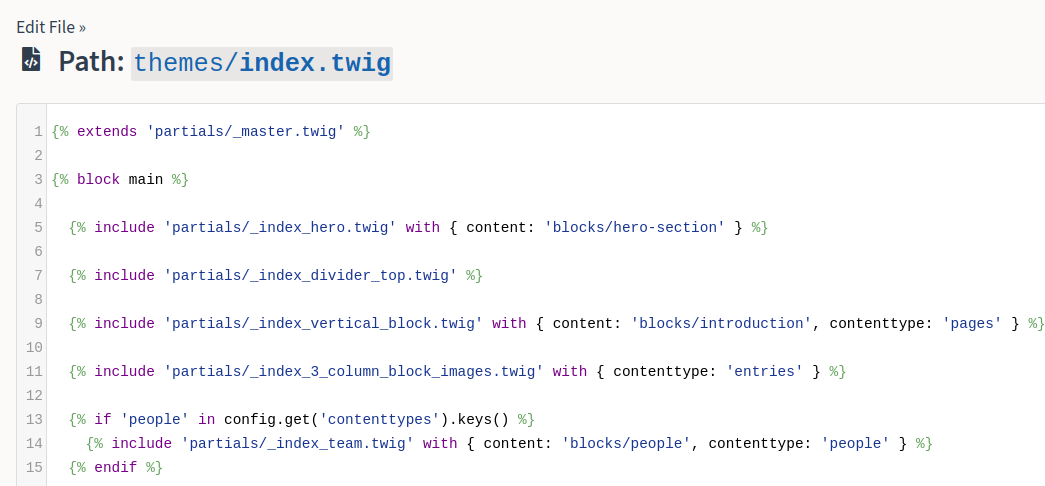 Edit File »
Path: themes/index.twig
1 {% extends 'partials/_master.twig' %}
2
3 {% block main %}
4
5 {% include 'partials/_index_hero.twig' with { content: 'blocks/hero-section' } %}
6
7 {% include 'partials/_index_divider_top.twig' %}
8
9 {% include 'partials/_index_vertical_block.twig' with { content: 'blocks/introduction', contenttype: 'pages' } %}
10
11 {% include 'partials/_index_3_column_block_images.twig' with { contenttype: 'entries' } %}
12
13 {% if 'people' in config.get('contenttypes').keys() %}
14 {% include 'partials/_index_team.twig' with { content: 'blocks/people', contenttype: 'people' } %}
15 {% endif %}